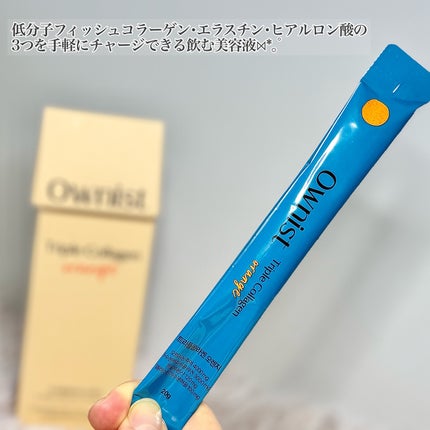 低分子フィッシュコラーゲン・エラスチン・ヒアルロン酸の
3つを手軽にチャージできる飲む美容液⋈*。
Ownist
Triple Collagen
orange
Ownist
Triple Collagen
orange
20g